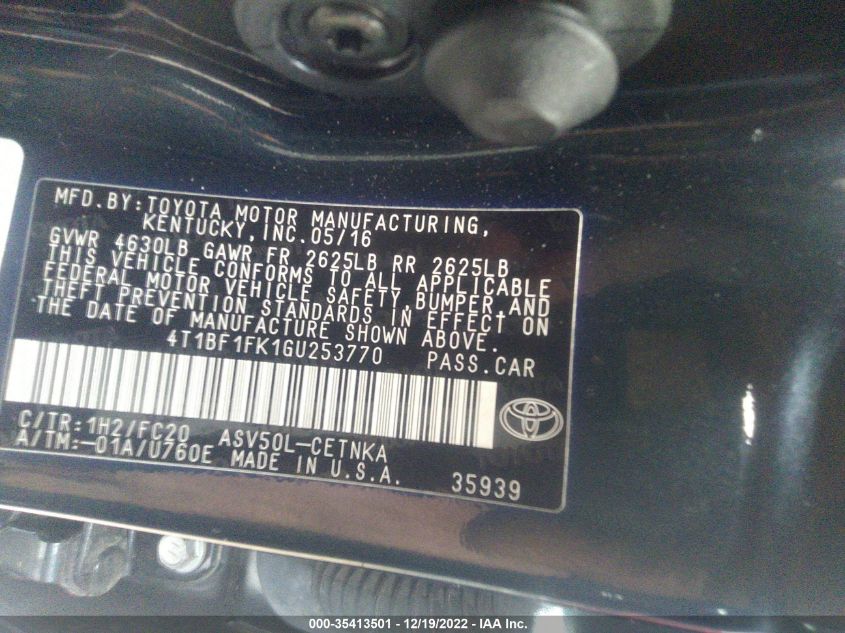 MFD.BY:TOYOTA MOTOR MANUFACTURING,
KENTUCKY,INC.05/16
GVWR 4630LB GAWR FR 2625LB RR 2625LB
THIS VEHICLE CONFORMS TO ALL APPLICABLE
FEDERAL MOTOR VEHICLE SAFETY,BUMPER,AND
THEFT PREVENTION STANDARDS IN EFFECT ON
THE DATE OF MANUFACTURE SHOWN ABOVE.
4T1BF1FK1GU253770 PASS.CAR
C/TR:1H2/FC20 ASV50L-CETNKA
A/TM:-01A/U760E MADE IN U.S.A. 35939
000-35413501 - 12/19/2022 - IAA Inc.